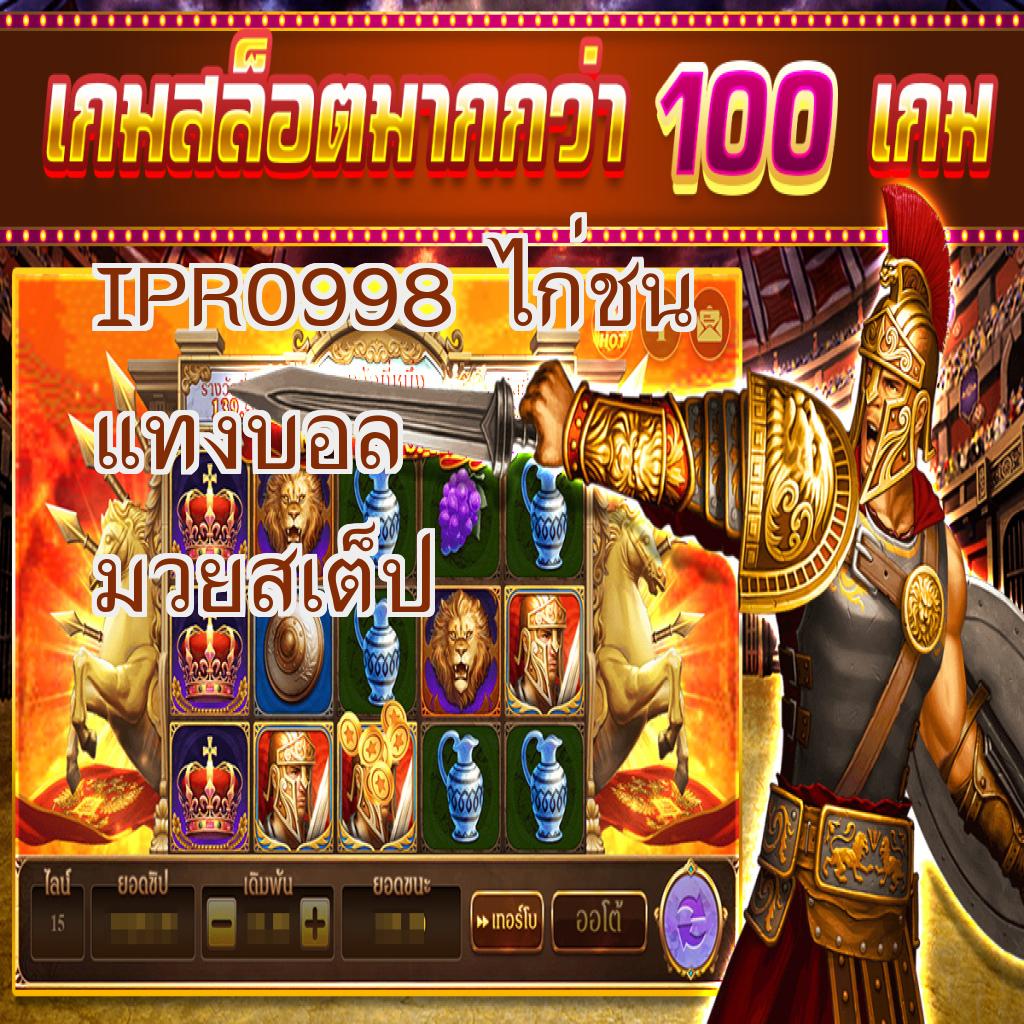 เกมสล็อตมากกว่า 100 เกม
IPRO998 ไก่ชน
HOT
แทงบอล
มวยสเต็ป
ไลน์ ยอดชิป เดิมพัน ยอดชนะ
15 เทอร์โบ ออโต้